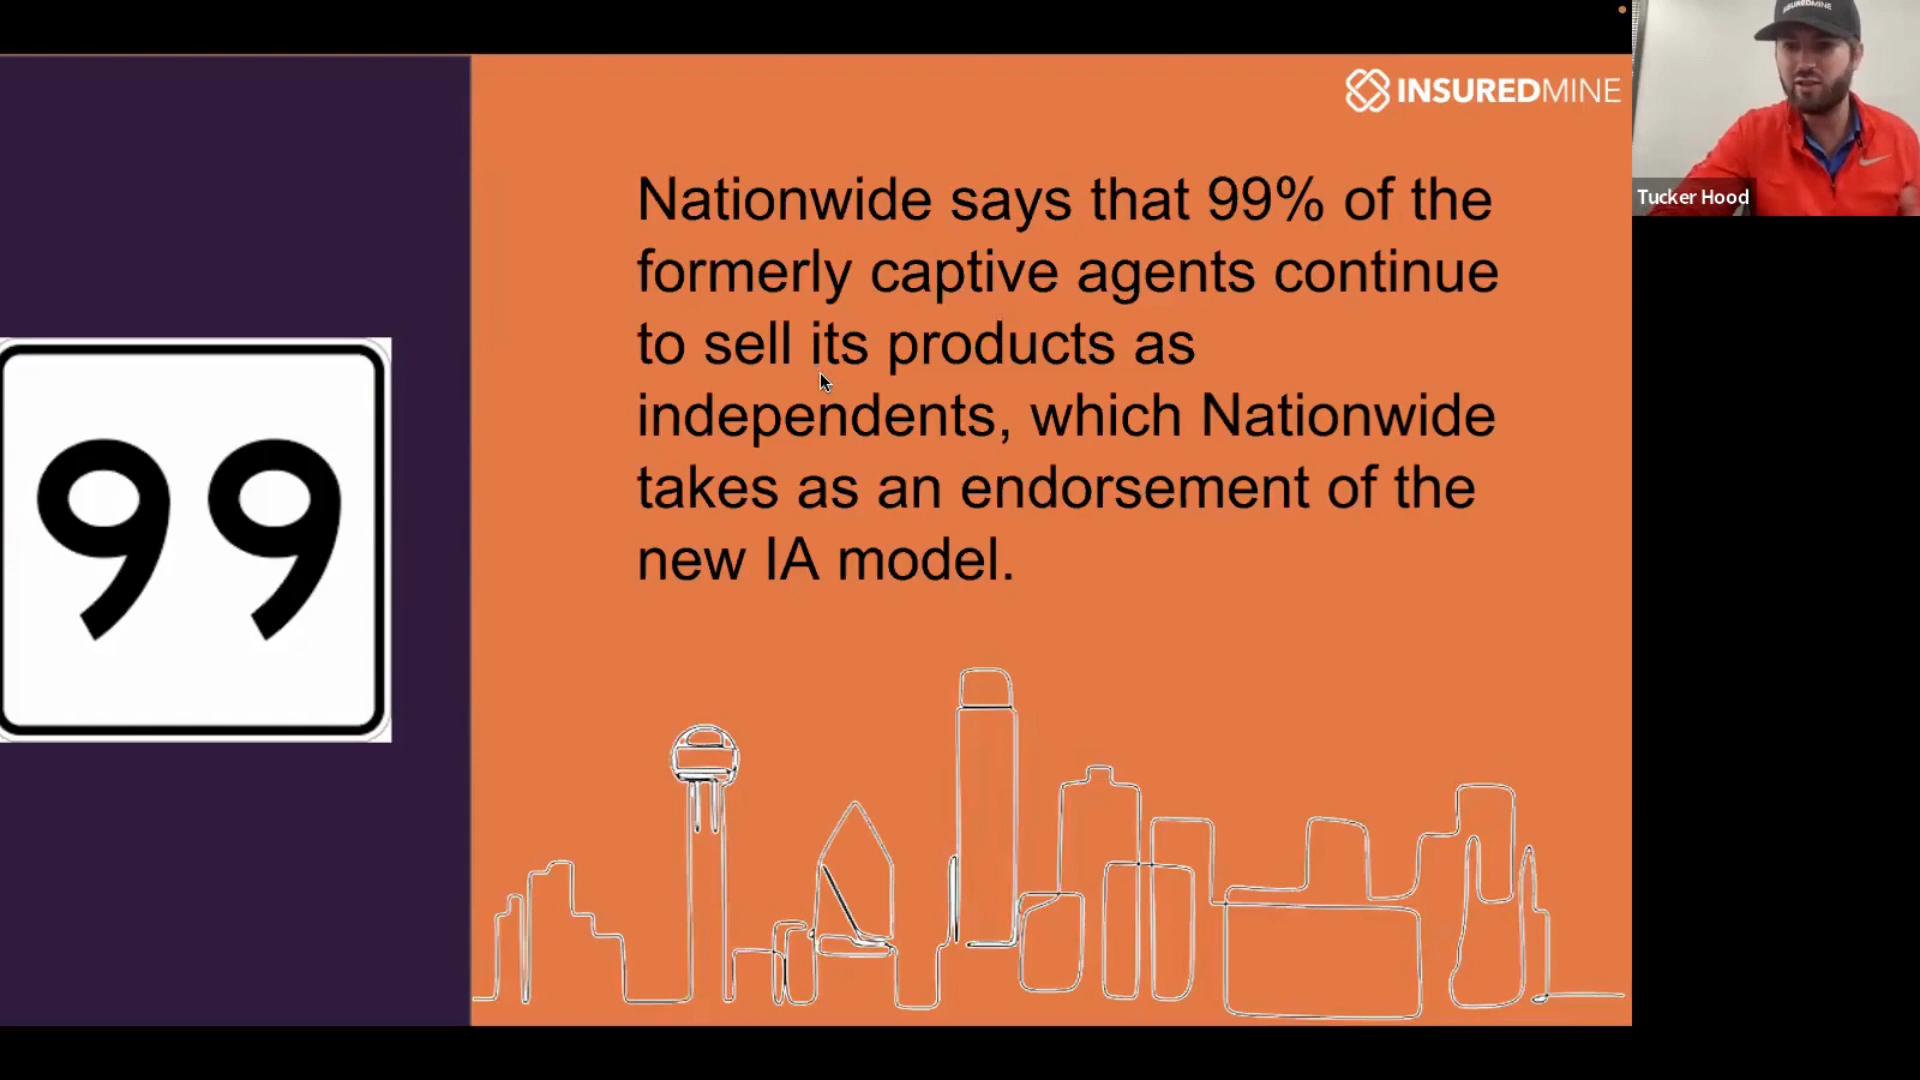 INSUREDMINE
INSUREDMINE
Nationwide says that 99% of the
formerly captive agents continue
to sell its products as
independents, which Nationwide
takes as an endorsement of the
new IA model.
Tucker Hood
99